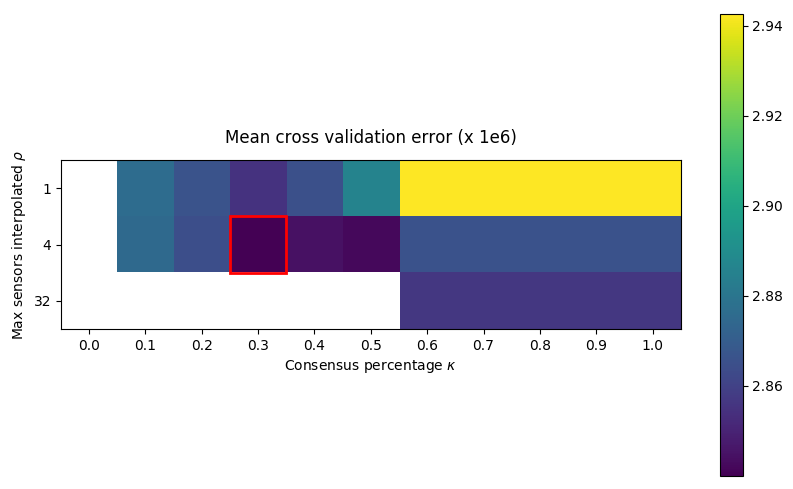 Mean cross validation error (x 1e6)
Max sensors interpolated ρ
1
4
32
0.0 0.1 0.2 0.3 0.4 0.5 0.6 0.7 0.8 0.9 1.0
Consensus percentage κ
2.94
2.92
2.90
2.88
2.86